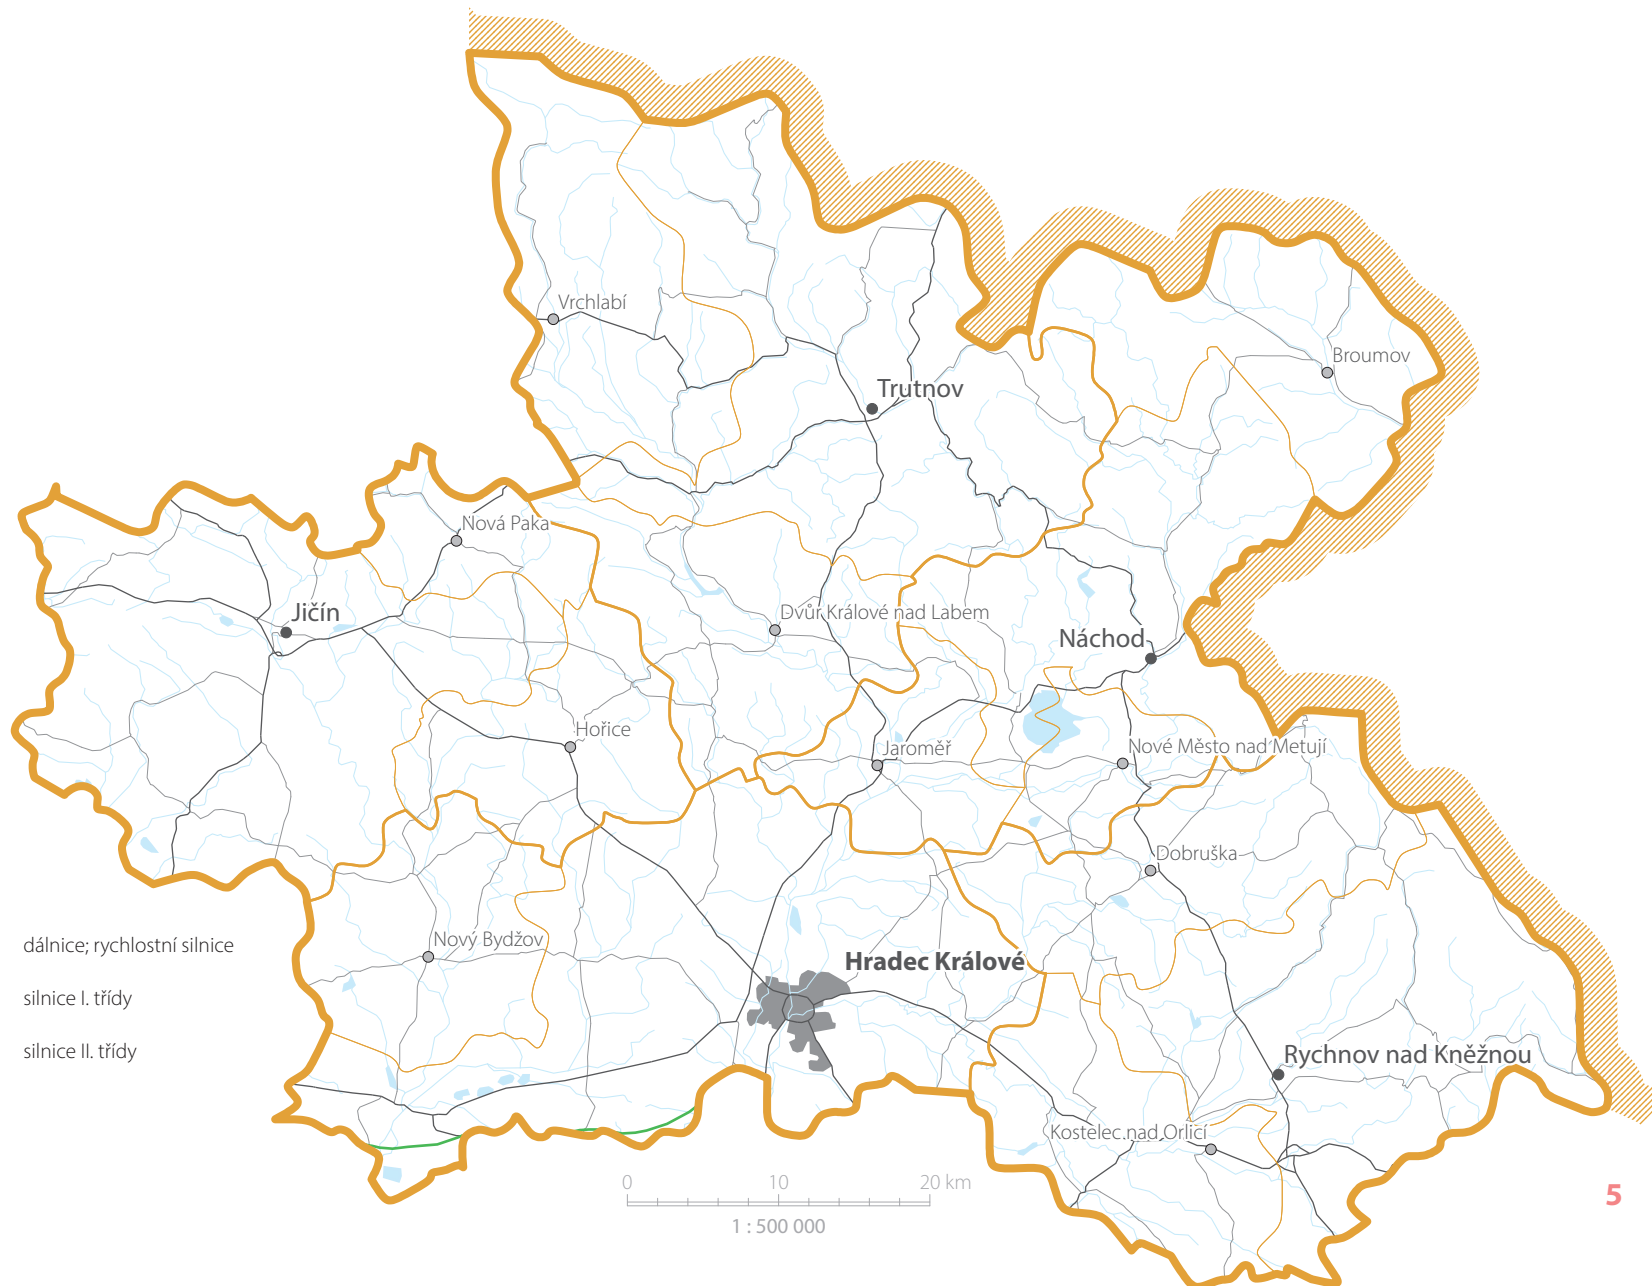 Vrchlabí
Broumov
Trutnov
Nová Paka
Jičín
Dvůr Králové nad Labem
Náchod
Hořice
Jaroměř
Nové Město nad Metují
Dobruška
Nový Bydžov
Hradec Králové
dálnice; rychlostní silnice
silnice I. třídy
silnice II. třídy
Rychnov nad Kněžnou
Kostelec nad Orlicí
0 10 20 km
1 : 500 000
5